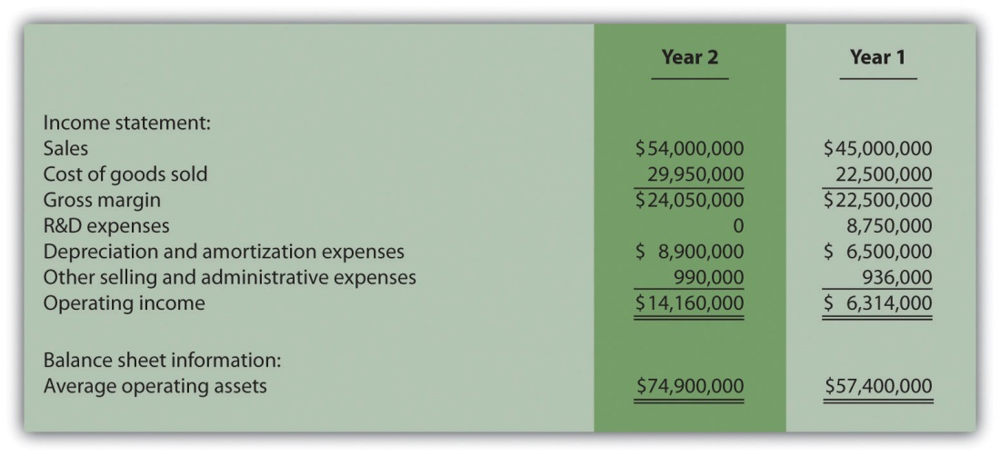 Year 2 Year 1
Income statement:
Sales $54,000,000 $45,000,000
Cost of goods sold 29,950,000 22,500,000
Gross margin $24,050,000 $22,500,000
R&D expenses 0 8,750,000
Depreciation and amortization expenses $ 8,900,000 $ 6,500,000
Other selling and administrative expenses 990,000 936,000
Operating income $14,160,000 $ 6,314,000
Balance sheet information:
Average operating assets $74,900,000 $57,400,000